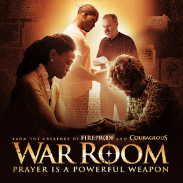 FROM THE CREATORS OF FIREPROOF AND COURAGEOUS
WAR ROOM
PRAYER IS A POWERFUL WEAPON